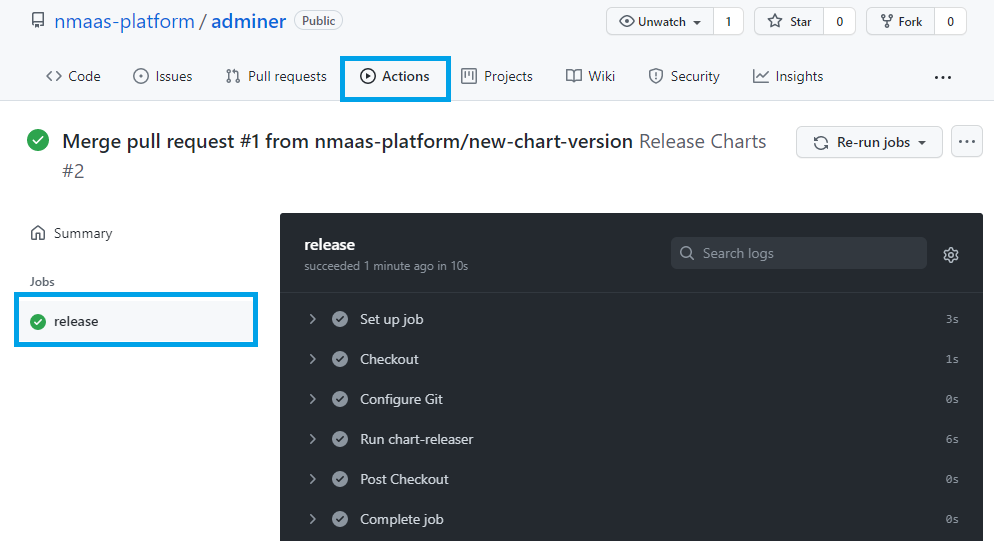 nmaas-platform / adminer Public Unwatch 1 Star 0 Fork 0
Code Issues Pull requests Actions Projects Wiki Security Insights ...
Merge pull request #1 from nmaas-platform/new-chart-version Release Charts
#2
Re-run jobs ...
Summary
Jobs
release
release
succeeded 1 minute ago in 10s
Search logs
Set up job 3s
Checkout 1s
Configure Git 0s
Run chart-releaser 6s
Post Checkout 0s
Complete job 0s